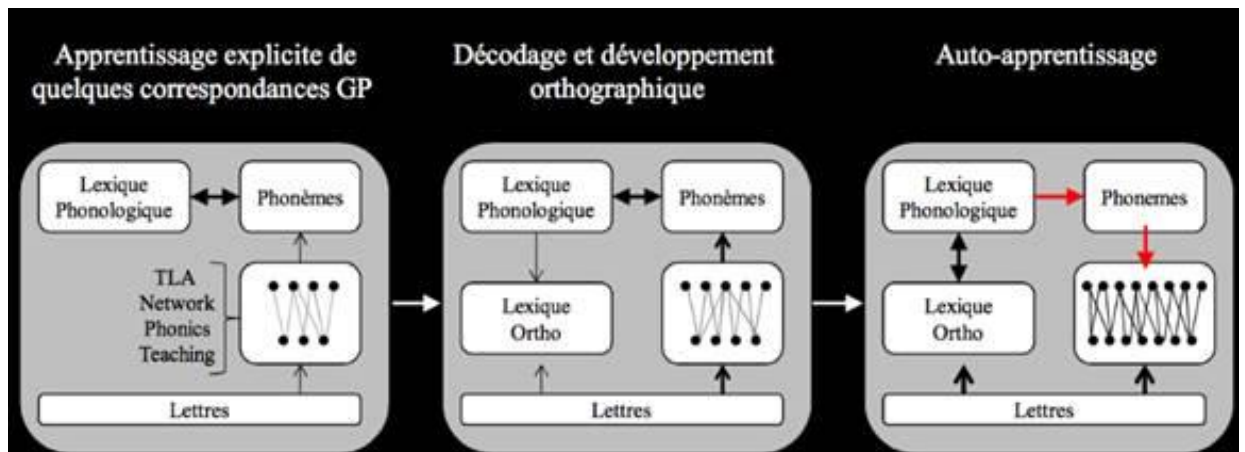 Apprentissage explicite de
quelques correspondances GP
Décodage et développement
orthographique
Auto-apprentissage
Lexique
Phonologique
Phonèmes
TLA
Network
Phonics
Teaching
Lettres
Lexique
Phonologique
Phonèmes
Lexique
Ortho
Lettres
Lexique
Phonologique
Phonemes
Lexique
Ortho
Lettres